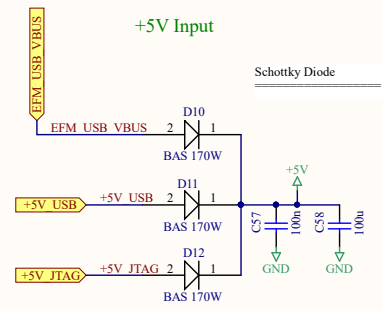 +5V Input
EFM_USB_VBUS
Schottky Diode
D10
EFM_USB_VBUS 2 1
BAS 170W
D11
+5V_USB +5V_USB 2 1
BAS 170W
+5V
C57 100n
C58 100u
D12
GND GND
+5V_JTAG +5V_JTAG 2 1
BAS 170W